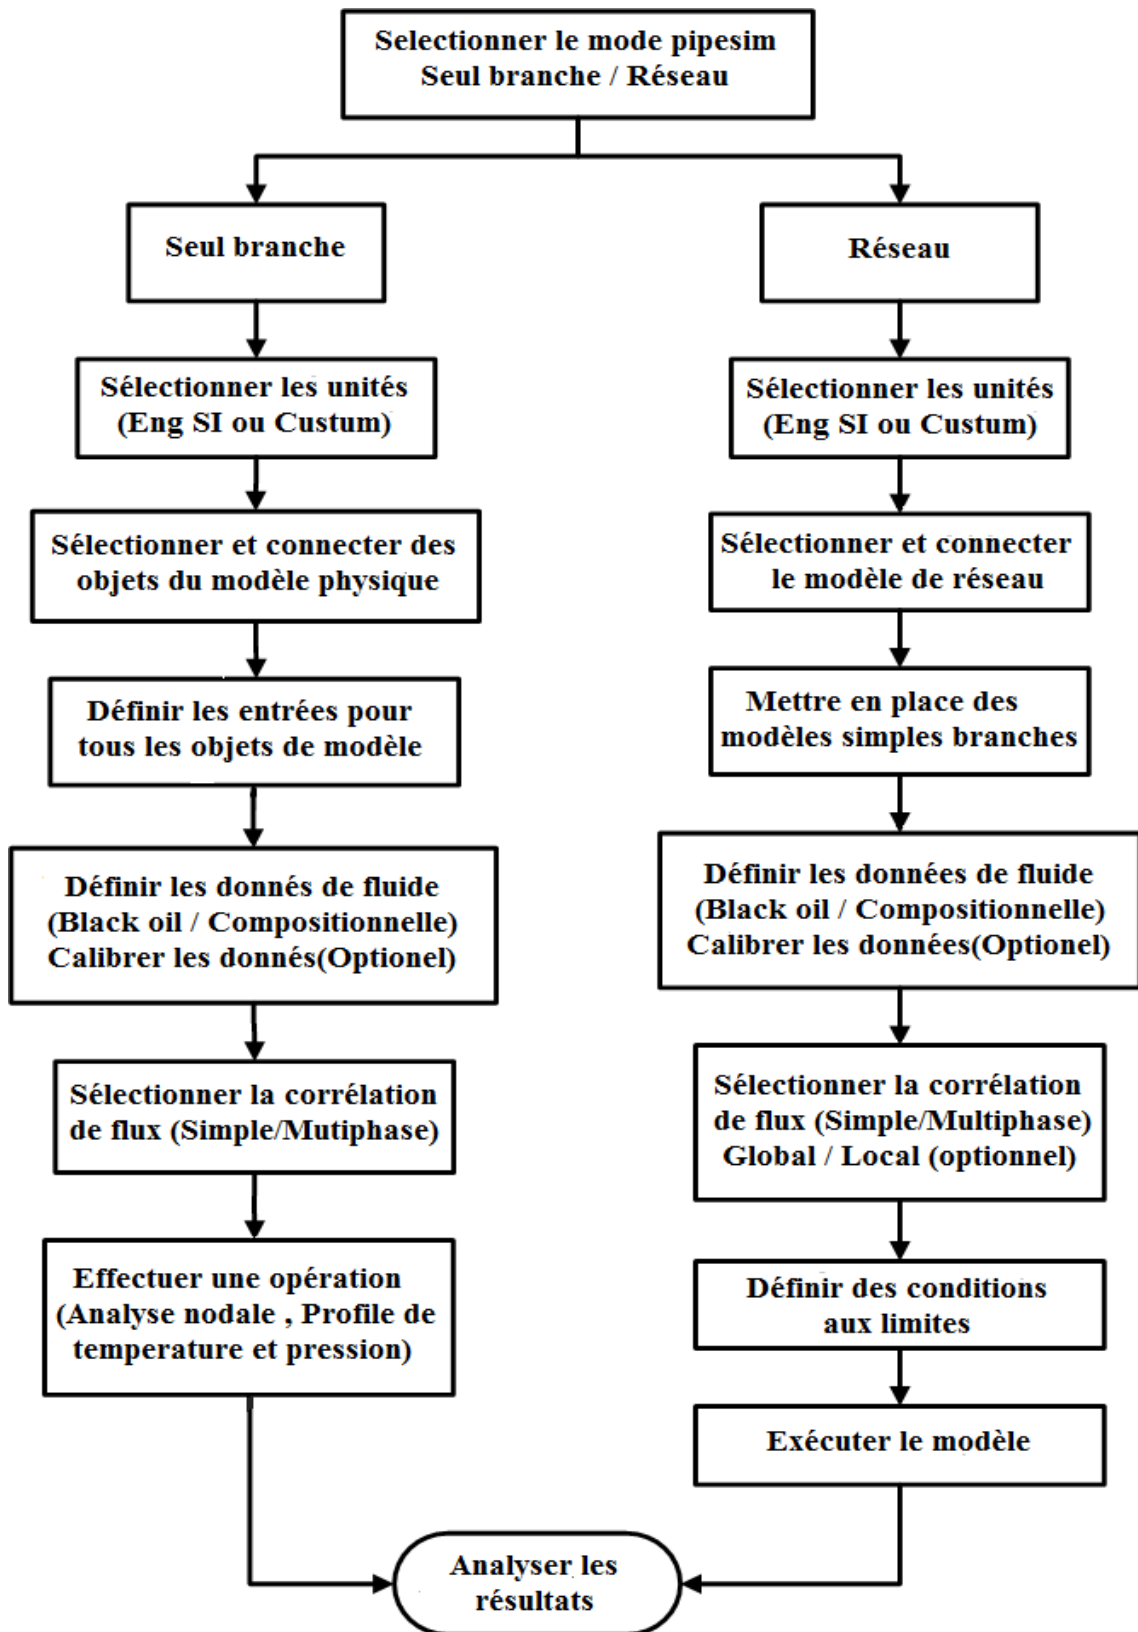 Selectionner le mode pipesim
Seul branche / Réseau
Seul branche
Sélectionner les unités
(Eng SI ou Custum)
Sélectionner et connecter des
objets du modèle physique
Définir les entrées pour
tous les objets de modèle
Définir les donnés de fluide
(Black oil / Compositionnelle)
Calibrer les donnés(Optionel)
Sélectionner la corrélation
de flux (Simple/Mutiphase)
Effectuer une opération
(Analyse nodale , Profile de
temperature et pression)
Réseau
Sélectionner les unités
(Eng SI ou Custum)
Sélectionner et connecter
le modèle de réseau
Mettre en place des
modèles simples branches
Définir les données de fluide
(Black oil / Compositionnelle)
Calibrer les données(Optionel)
Sélectionner la corrélation
de flux (Simple/Multiphase)
Global / Local (optionnel)
Définir des conditions
aux limites
Exécuter le modèle
Analyser les
résultats